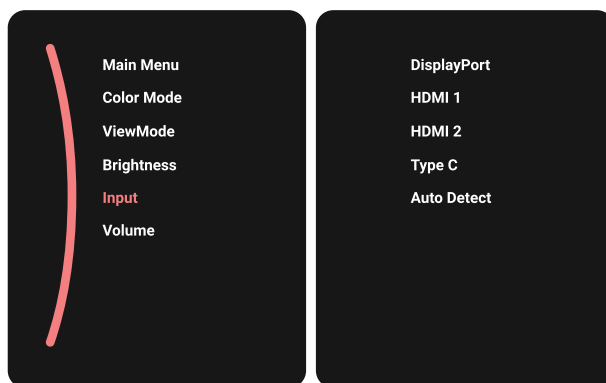 Main Menu
Color Mode
ViewMode
Brightness
Input
Volume
DisplayPort
HDMI 1
HDMI 2
Type C
Auto Detect